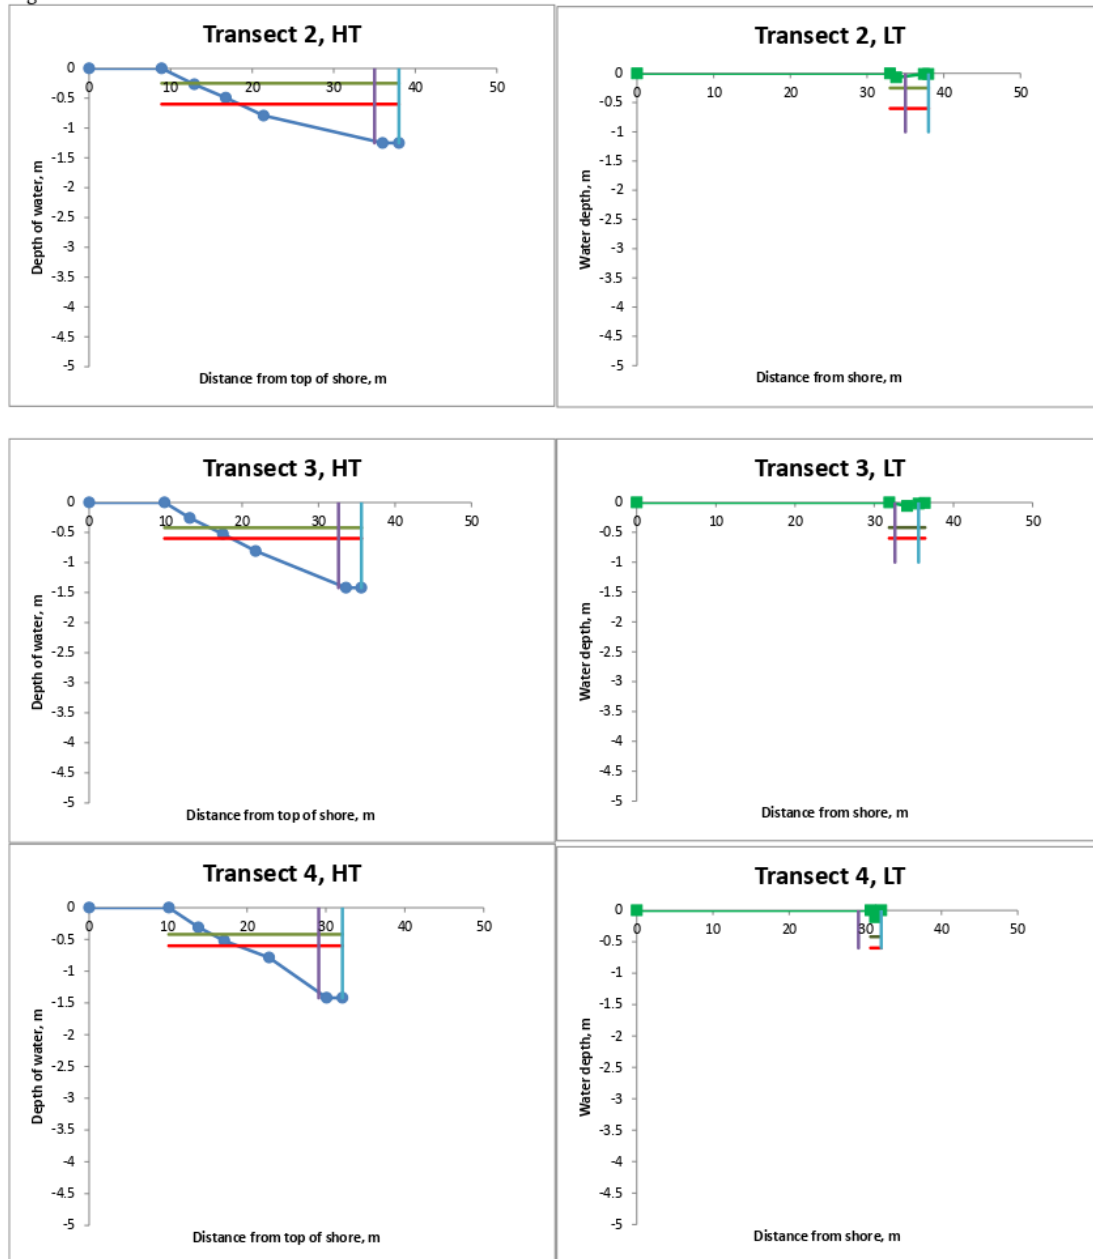 Transect 2, HT
0
-0.5
-1
-1.5
-2
-2.5
-3
-3.5
-4
-4.5
-5
0 10 20 30 40 50
Depth of water, m
Distance from top of shore, m
Transect 2, LT
0
-0.5
-1
-1.5
-2
-2.5
-3
-3.5
-4
-4.5
-5
0 10 20 30 40 50
Water depth, m
Distance from shore, m
Transect 3, HT
0
-0.5
-1
-1.5
-2
-2.5
-3
-3.5
-4
-4.5
-5
0 10 20 30 40 50
Depth of water, m
Distance from top of shore, m
Transect 3, LT
0
-0.5
-1
-1.5
-2
-2.5
-3
-3.5
-4
-4.5
-5
0 10 20 30 40 50
Water depth, m
Distance from shore, m
Transect 4, HT
0
-0.5
-1
-1.5
-2
-2.5
-3
-3.5
-4
-4.5
-5
0 10 20 30 40 50
Depth of water, m
Distance from top of shore, m
Transect 4, LT
0
-0.5
-1
-1.5
-2
-2.5
-3
-3.5
-4
-4.5
-5
0 10 20 30 40 50
Water depth, m
Distance from shore, m